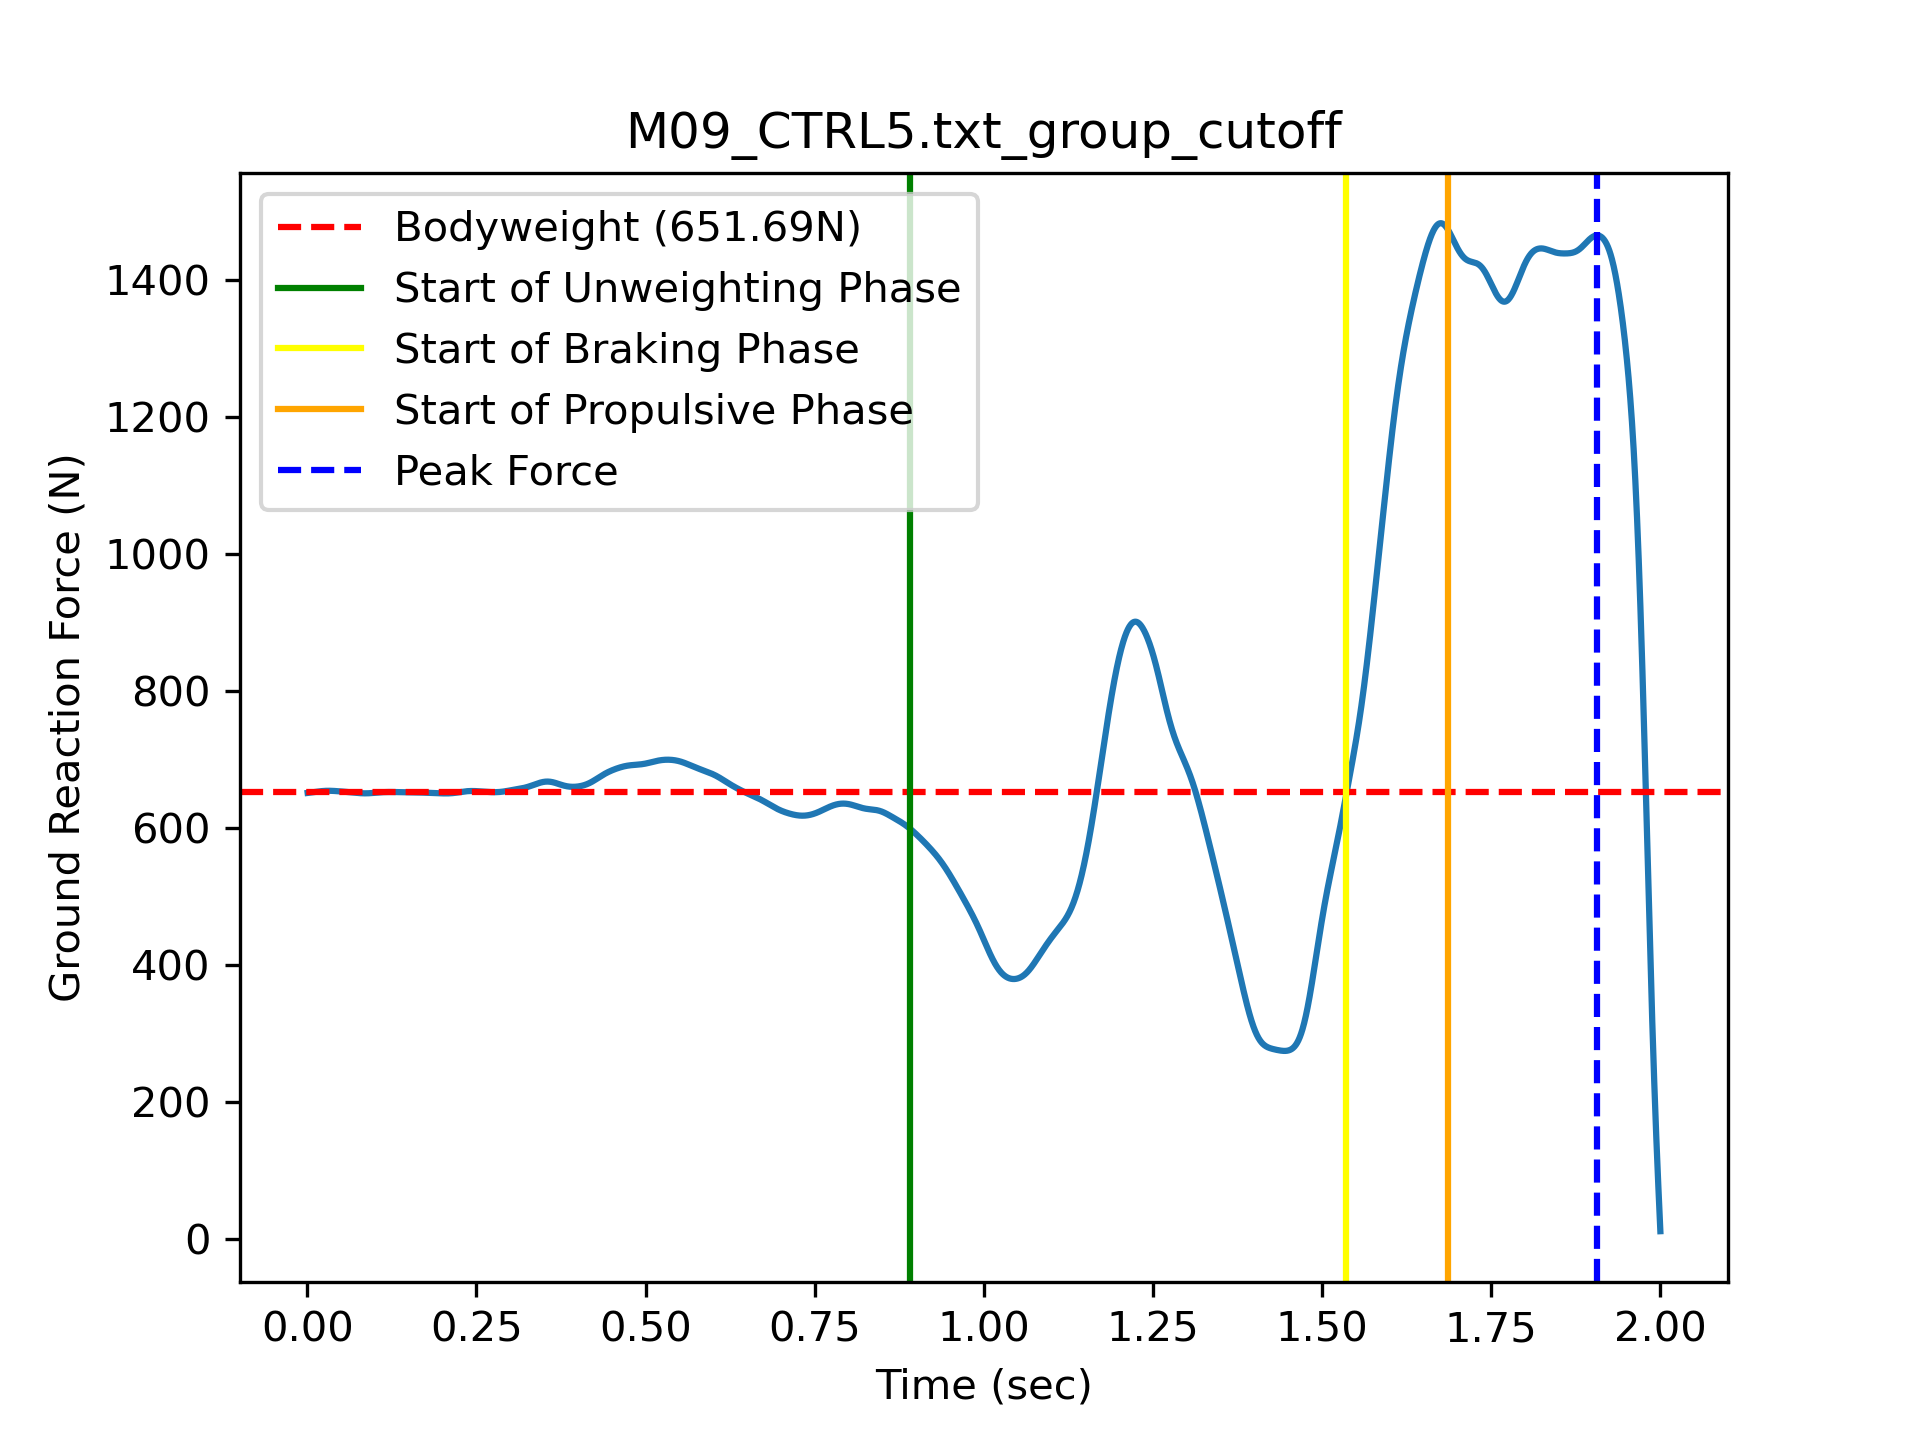 M09_CTRL5.txt_group_cutoff
Bodyweight (651.69N)
Start of Unweighting Phase
Start of Braking Phase
Start of Propulsive Phase
Peak Force
Ground Reaction Force (N)
1400
1200
1000
800
600
400
200
0
0.00 0.25 0.50 0.75 1.00 1.25 1.50 1.75 2.00
Time (sec)